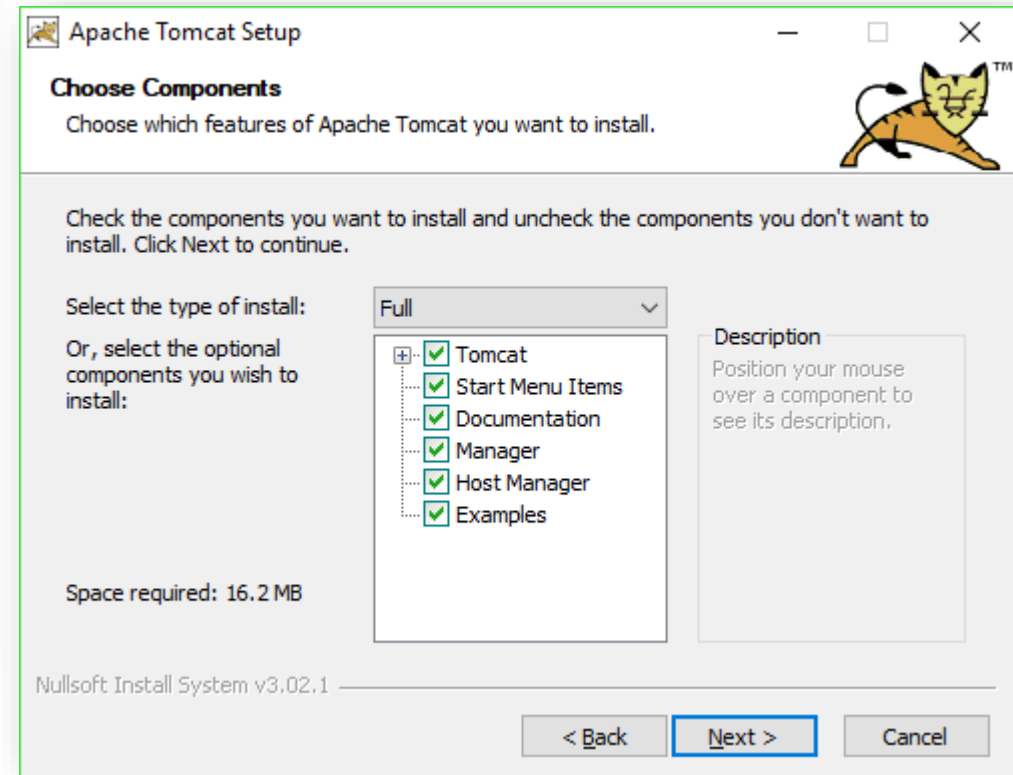 Apache Tomcat Setup
Choose Components
Choose which features of Apache Tomcat you want to install.
TM
Check the components you want to install and uncheck the components you don't want to
install. Click Next to continue.
Select the type of install:
Full
Or, select the optional
components you wish to
install:
Tomcat
Start Menu Items
Documentation
Manager
Host Manager
Examples
Description
Position your mouse
over a component to
see its description.
Space required: 16.2 MB
Nullsoft Install System v3.02.1
< Back
Next >
Cancel